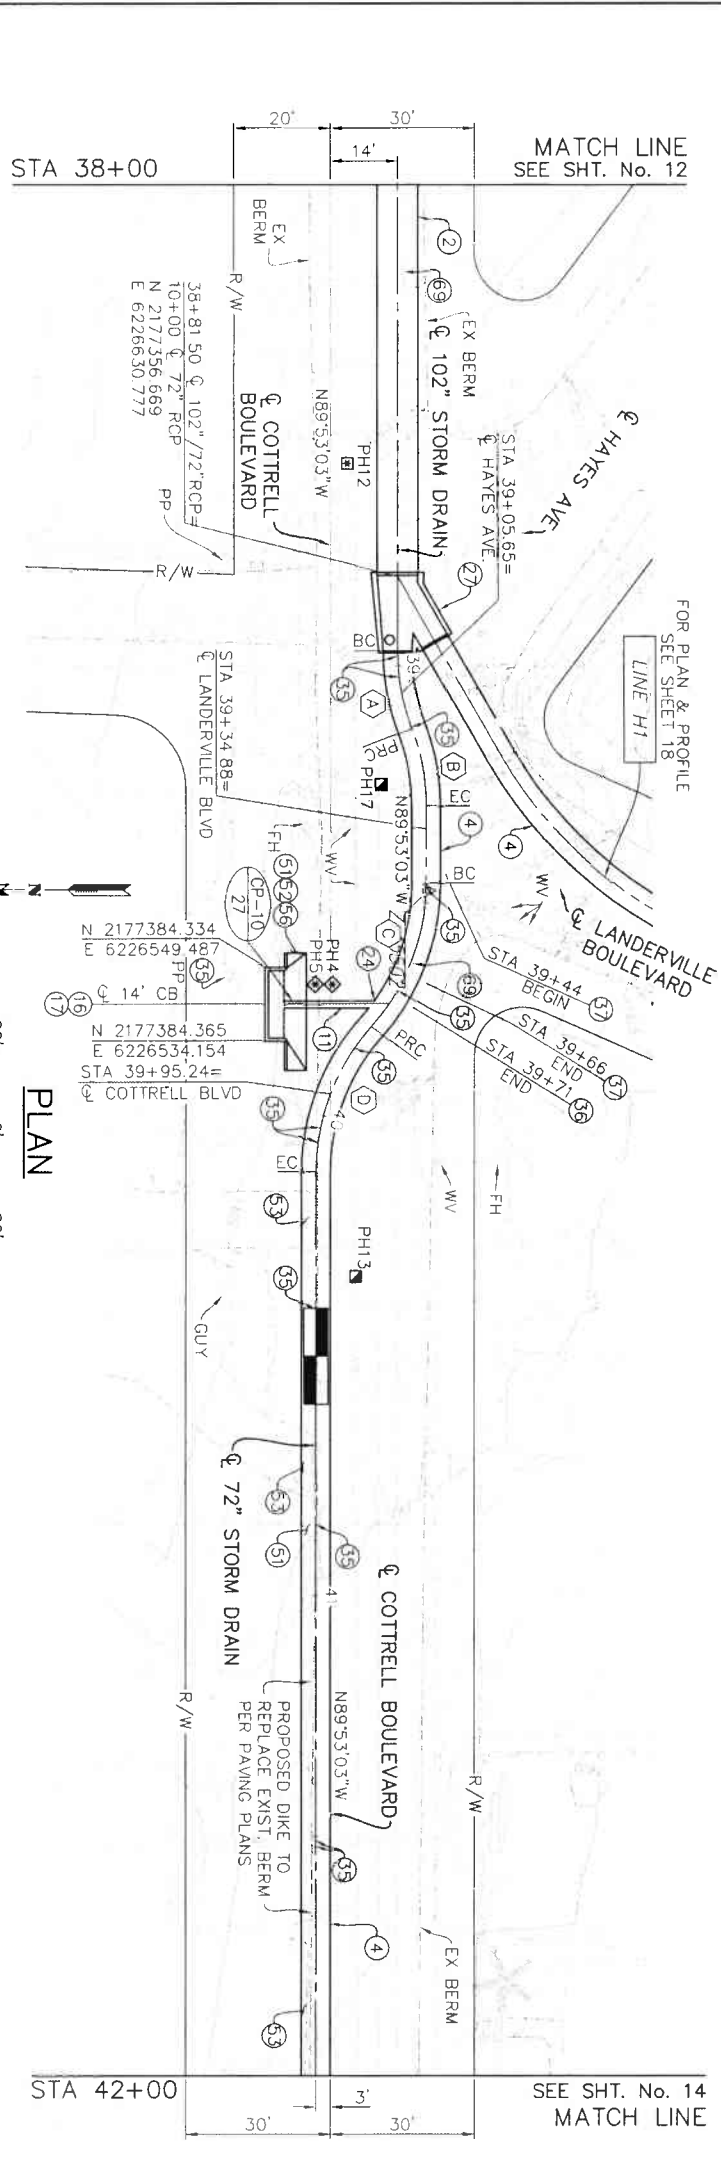 20'
30'
14'
STA 38+00
MATCH LINE
SEE SHT. No. 12
EX
BERM
R/W
38+81.50 ℄ 102"/72"RCP=
10+00 ℄ 72" RCP
N 2177356.669
E 6226630.777
PP
R/W
℄ COTTRELL
BOULEVARD
N89°53'03"W
PH12
2
69
EX BERM
℄ 102" STORM DRAIN
STA 39+05.65=
℄ HAYES AVE.
℄ HAYES AVE
27
FOR PLAN & PROFILE
SEE SHEET 18
LINE H1
BC
39
35
A
35
PRC
B
PH17
EC
4
4
STA 39+34.88=
℄ LANDERVILLE BLVD
N89°53'03"W
WV
FH
BC
35
WV
℄ LANDERVILLE
BOULEVARD
STA 39+44
BEGIN
37
STA 39+66
END
37
STA 39+71
END
36
51
52
56
CP-10
27
N 2177384.334
E 6226549.487
PP
35
PH4
PH5
24
C
69
35
N
℄ 14' CB
16
17
11
PRC
35
N 2177384.365
E 6226534.154
STA 39+95.24=
℄ COTTRELL BLVD
D
40
35
EC
53
WV
FH
PLAN
PH13
35
GUY
℄ 72" STORM DRAIN
53
51
35
41
℄ COTTRELL BOULEVARD
N89°53'03"W
R/W
R/W
PROPOSED DIKE TO
REPLACE EXIST. BERM
PER PAVING PLANS
35
4
EX BERM
53
STA 42+00
3'
30'
30'
SEE SHT. No. 14
MATCH LINE